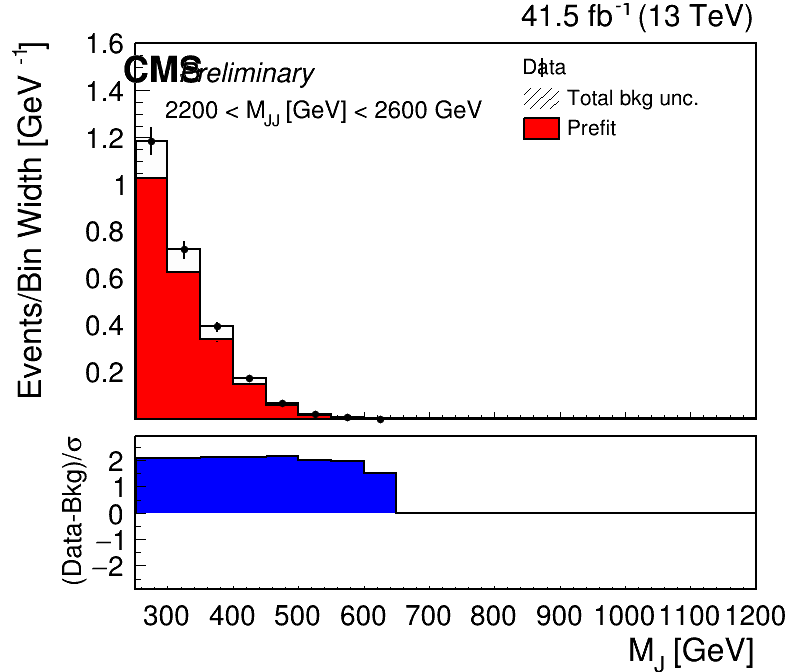 41.5 fb⁻¹ (13 TeV)
CMS Preliminary
2200 < M_JJ [GeV] < 2600 GeV
Data
Total bkg unc.
Prefit
Events/Bin Width [GeV⁻¹]
1.6
1.4
1.2
1
0.8
0.6
0.4
0.2
(Data-Bkg)/σ
2
1
0
−1
−2
300 400 500 600 700 800 900 1000 1100 1200
M_J [GeV]